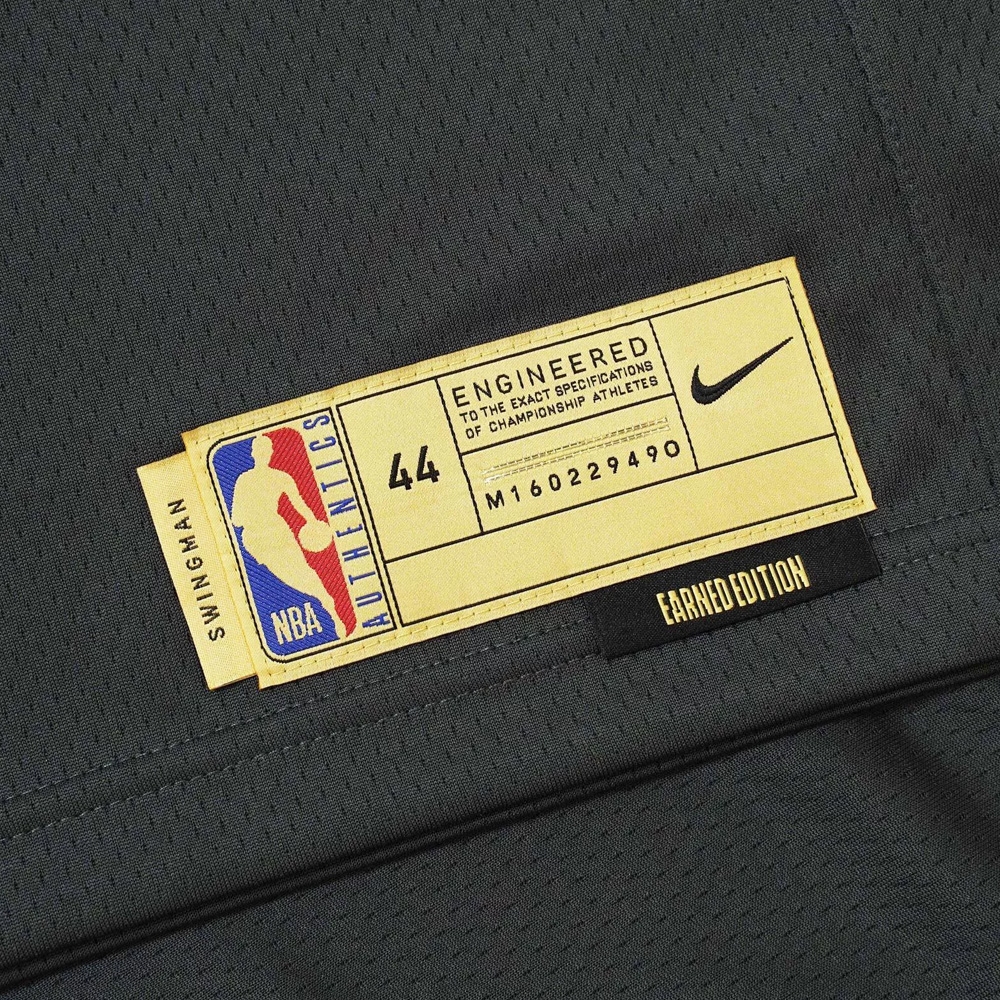 SWINGMAN
NBA
AUTHENTICS
44
ENGINEERED
TO THE EXACT SPECIFICATIONS
OF CHAMPIONSHIP ATHLETES
M160229490
EARNED EDITION